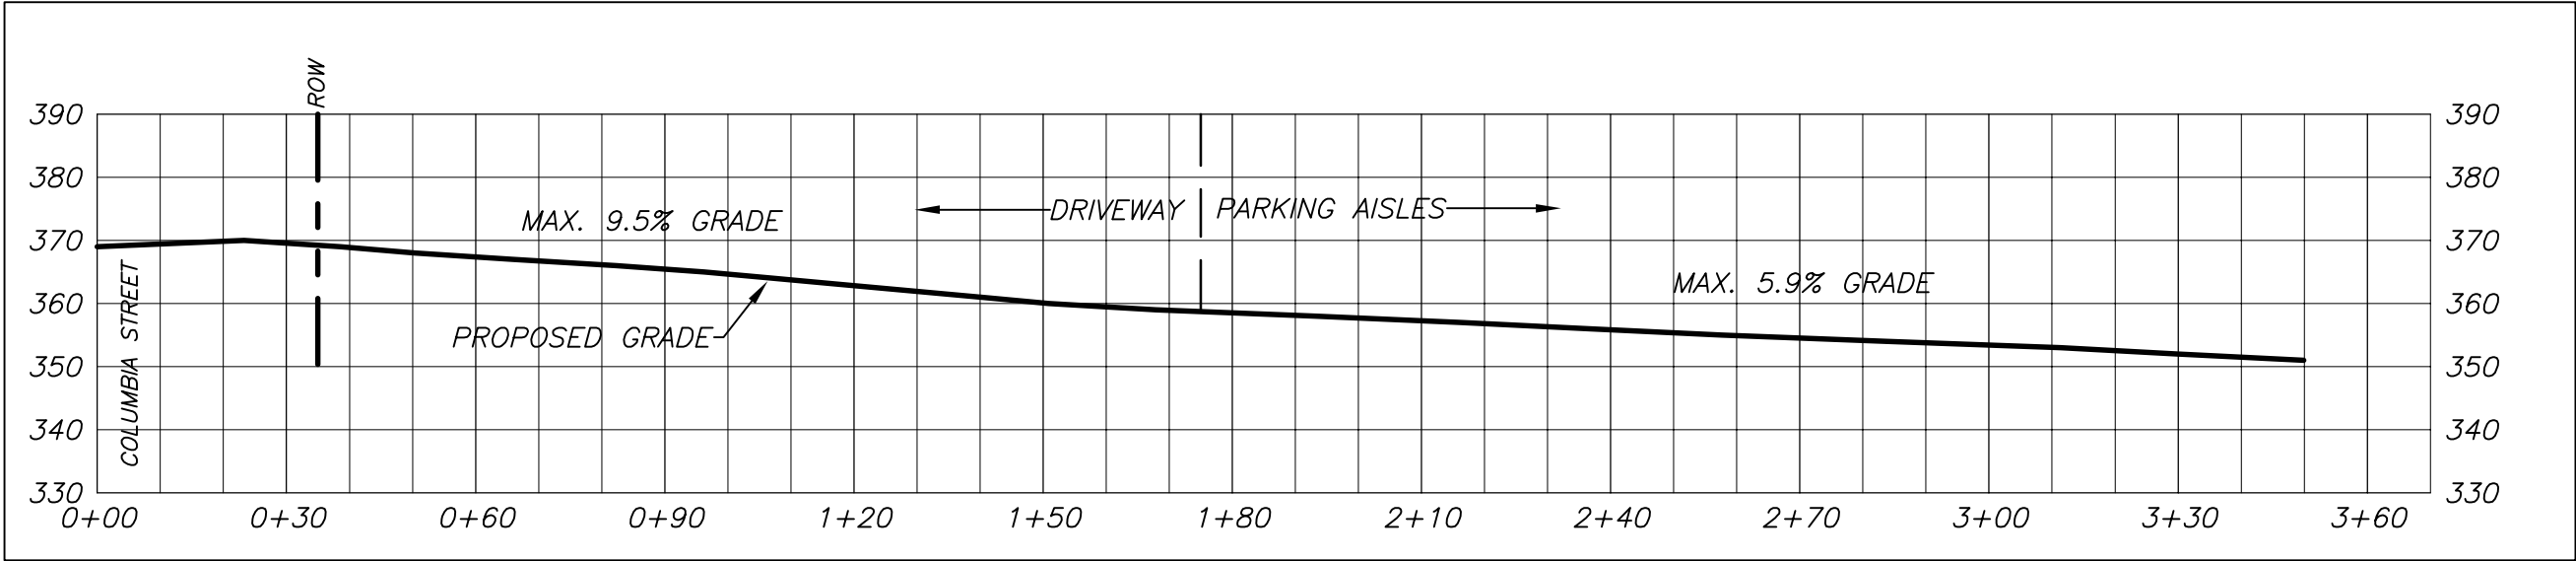 ROW
390
390
380
380
MAX. 9.5% GRADE
DRIVEWAY
PARKING AISLES
370
370
MAX. 5.9% GRADE
360
360
PROPOSED GRADE
COLUMBIA STREET
350
350
340
340
330
330
0+00 0+30 0+60 0+90 1+20 1+50 1+80 2+10 2+40 2+70 3+00 3+30 3+60